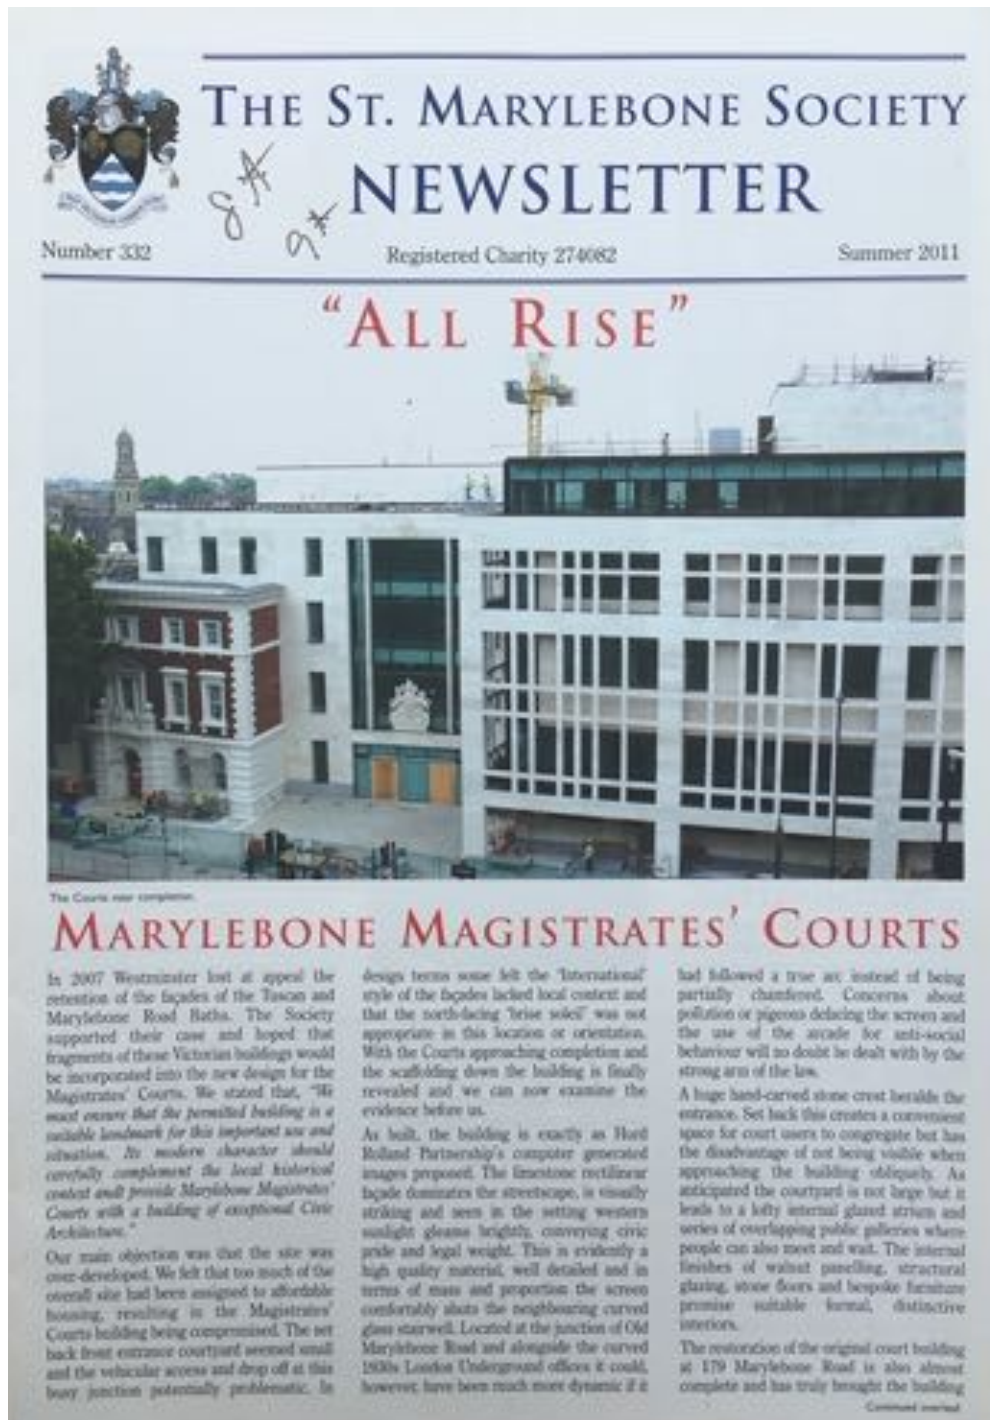 THE ST. MARYLEBONE SOCIETY
NEWSLETTER
Number 332
Registered Charity 274082
Summer 2011
"ALL RISE"
The Courts near completion.
MARYLEBONE MAGISTRATES' COURTS
In 2007 Westminster lost at appeal the
retention of the façades of the Tuscan and
Marylebone Road Baths. The Society
supported their case and hoped that
fragments of these Victorian buildings would
be incorporated into the new design for the
Magistrates' Courts. We stated that, "We
must ensure that the permitted building is a
suitable landmark for this important use and
situation. Its modern character should
carefully complement the local historical
context and provide Marylebone Magistrates'
Courts with a building of exceptional Civic
Architecture."
Our main objection was that the site was
over-developed. We felt that too much of the
overall site had been assigned to affordable
housing, resulting in the Magistrates'
Courts building being compromised. The set
back front entrance courtyard seemed small
and the vehicular access and drop off at this
busy junction potentially problematic. In
design terms some felt the 'International'
style of the façades lacked local context and
that the north-facing 'brise soleil' was not
appropriate in this location or orientation.
With the Courts approaching completion and
the scaffolding down the building is finally
revealed and we can now examine the
evidence before us.
As built, the building is exactly as Hurd
Rolland Partnership's computer generated
images proposed. The limestone rectilinear
façade dominates the streetscape, is visually
striking and seen in the setting western
sunlight gleams brightly, conveying civic
pride and legal weight. This is evidently a
high quality material, well detailed and in
terms of mass and proportion the screen
comfortably abuts the neighbouring curved
glass stairwell. Located at the junction of Old
Marylebone Road and alongside the curved
1930s London Underground offices it could,
however, have been much more dynamic if it
had followed a true arc instead of being
partially chamfered. Concerns about
pollution or pigeons defacing the screen and
the use of the arcade for anti-social
behaviour will no doubt be dealt with by the
strong arm of the law.
A huge hand-carved stone crest heralds the
entrance. Set back this creates a convenient
space for court users to congregate but has
the disadvantage of not being visible when
approaching the building obliquely. As
anticipated the courtyard is not large but it
leads to a lofty internal glazed atrium and
series of overlapping public galleries where
people can also meet and wait. The internal
finishes of walnut panelling, structural
glazing, stone floors and bespoke furniture
promise suitable formal, distinctive
interiors.
The restoration of the original court building
at 179 Marylebone Road is also almost
complete and has truly brought the building
Continued overleaf